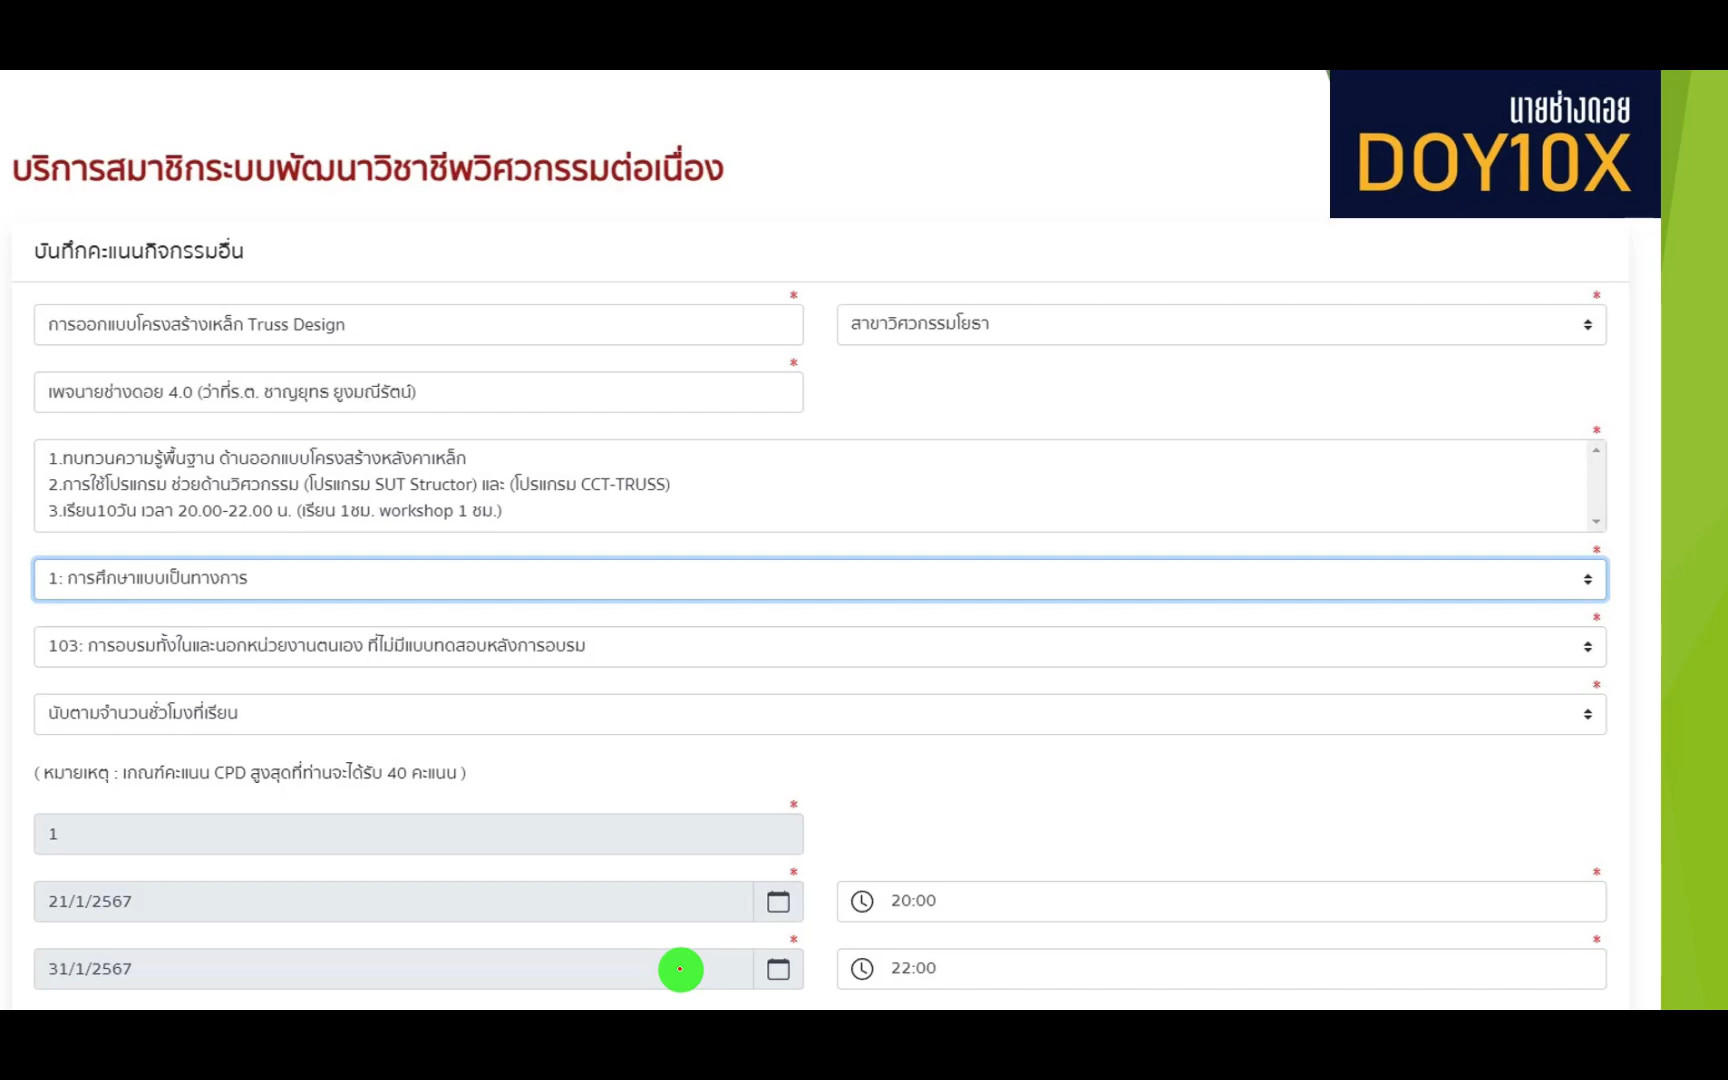 นายช่างดอย
DOY10X
บริการสมาชิกระบบพัฒนาวิชาชีพวิศวกรรมต่อเนื่อง
บันทึกคะแนนกิจกรรมอื่น
*
*
การออกแบบโครงสร้างเหล็ก Truss Design
สาขาวิศวกรรมโยธา
*
เพจนายช่างดอย 4.0 (ว่าที่ร.ต. ชาญยุทธ ยูงมณีรัตน์)
*
1.ทบทวนความรู้พื้นฐาน ด้านออกแบบโครงสร้างหลังคาเหล็ก
2.การใช้โปรแกรม ช่วยด้านวิศวกรรม (โปรแกรม SUT Structor) และ (โปรแกรม CCT-TRUSS)
3.เรียน10วัน เวลา 20.00-22.00 น. (เรียน 1ชม. workshop 1 ชม.)
*
1: การศึกษาแบบเป็นทางการ
*
103: การอบรมทั้งในและนอกหน่วยงานตนเอง ที่ไม่มีแบบทดสอบหลังการอบรม
*
นับตามจำนวนชั่วโมงที่เรียน
( หมายเหตุ : เกณฑ์คะแนน CPD สูงสุดที่ท่านจะได้รับ 40 คะแนน )
*
1
*
*
21/1/2567
20:00
*
*
31/1/2567
22:00